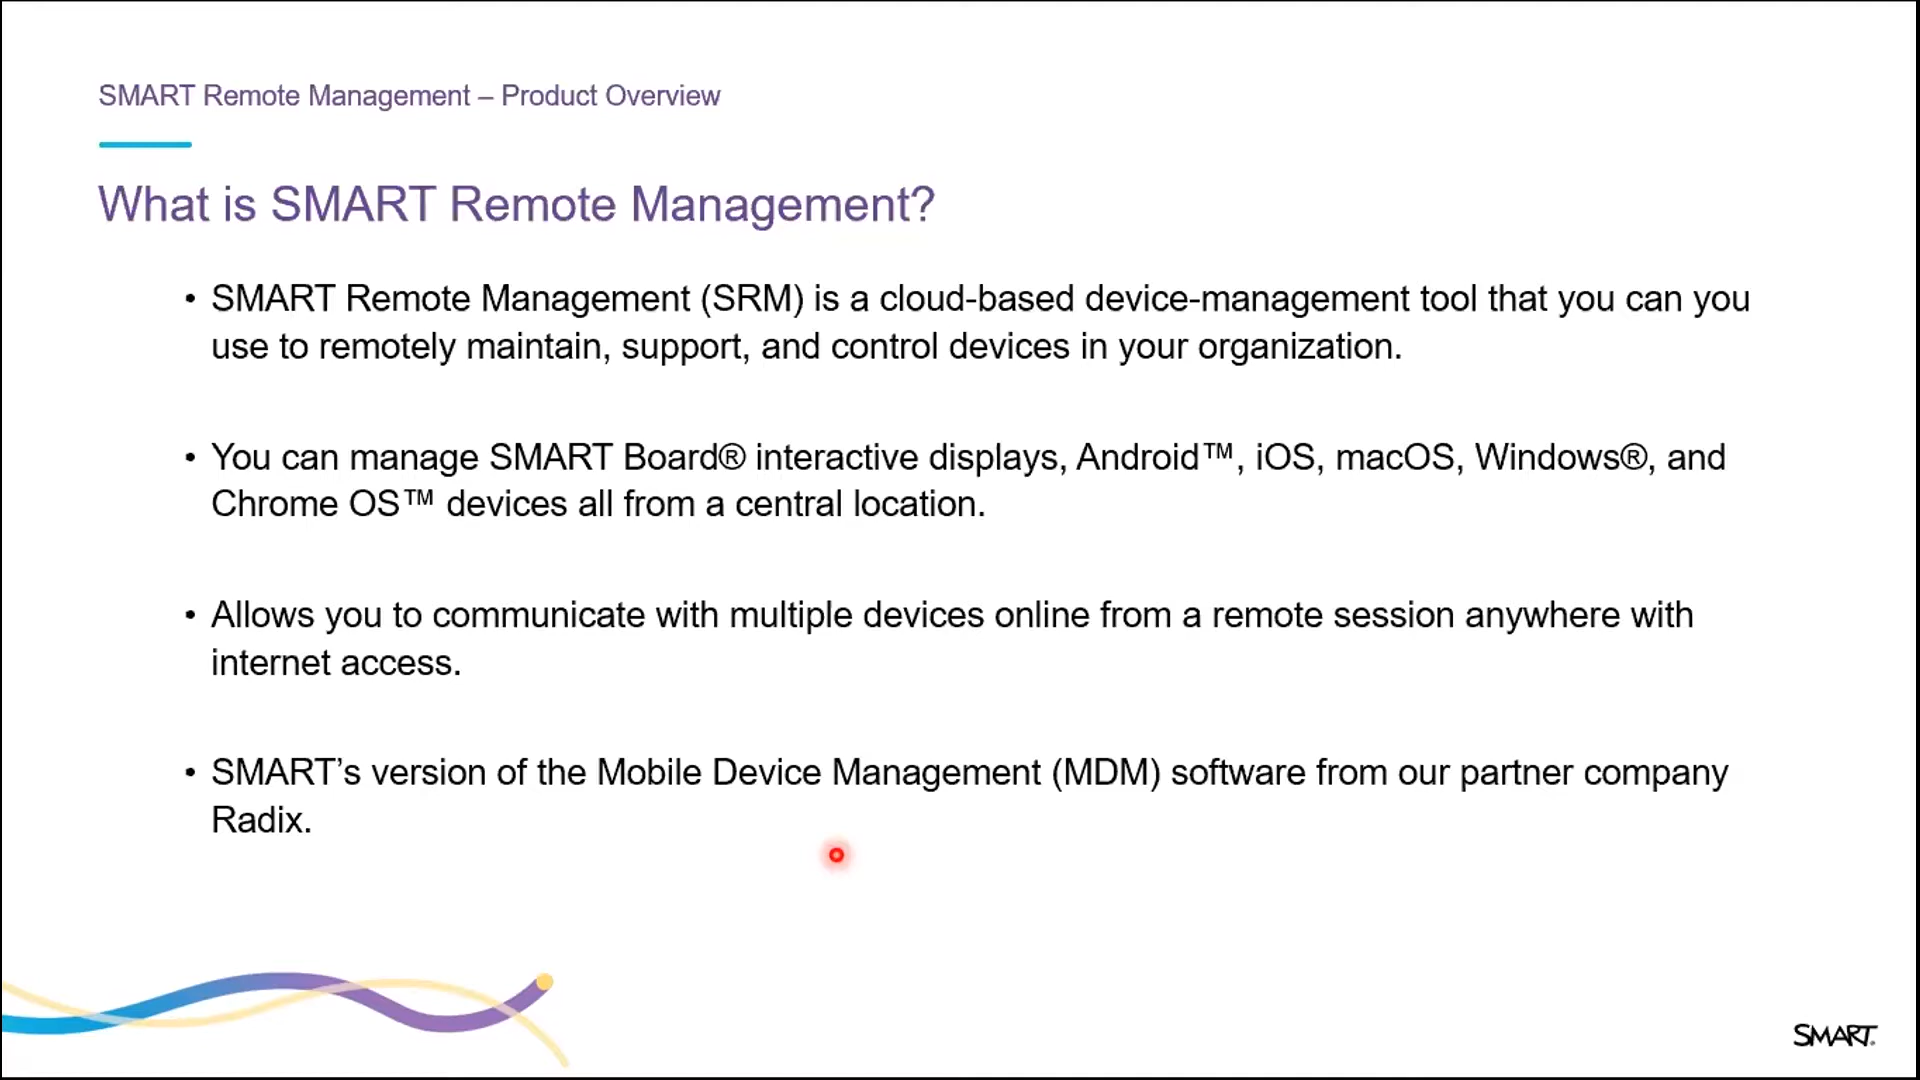 SMART Remote Management – Product Overview
What is SMART Remote Management?
• SMART Remote Management (SRM) is a cloud-based device-management tool that you can you
use to remotely maintain, support, and control devices in your organization.
• You can manage SMART Board® interactive displays, Android™, iOS, macOS, Windows®, and
Chrome OS™ devices all from a central location.
• Allows you to communicate with multiple devices online from a remote session anywhere with
internet access.
• SMART’s version of the Mobile Device Management (MDM) software from our partner company
Radix.
SMART.